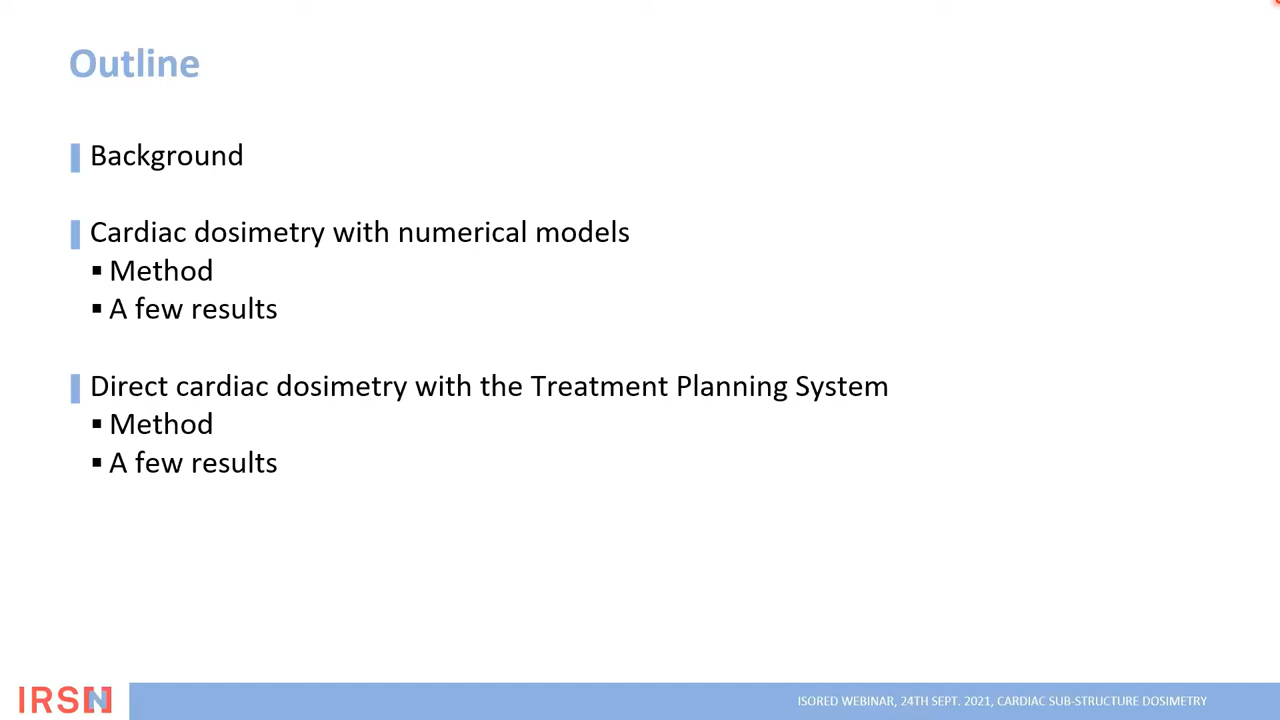 Outline
Background
Cardiac dosimetry with numerical models
▪ Method
▪ A few results
Direct cardiac dosimetry with the Treatment Planning System
▪ Method
▪ A few results
IRSN
ISORED WEBINAR, 24TH SEPT. 2021, CARDIAC SUB-STRUCTURE DOSIMETRY